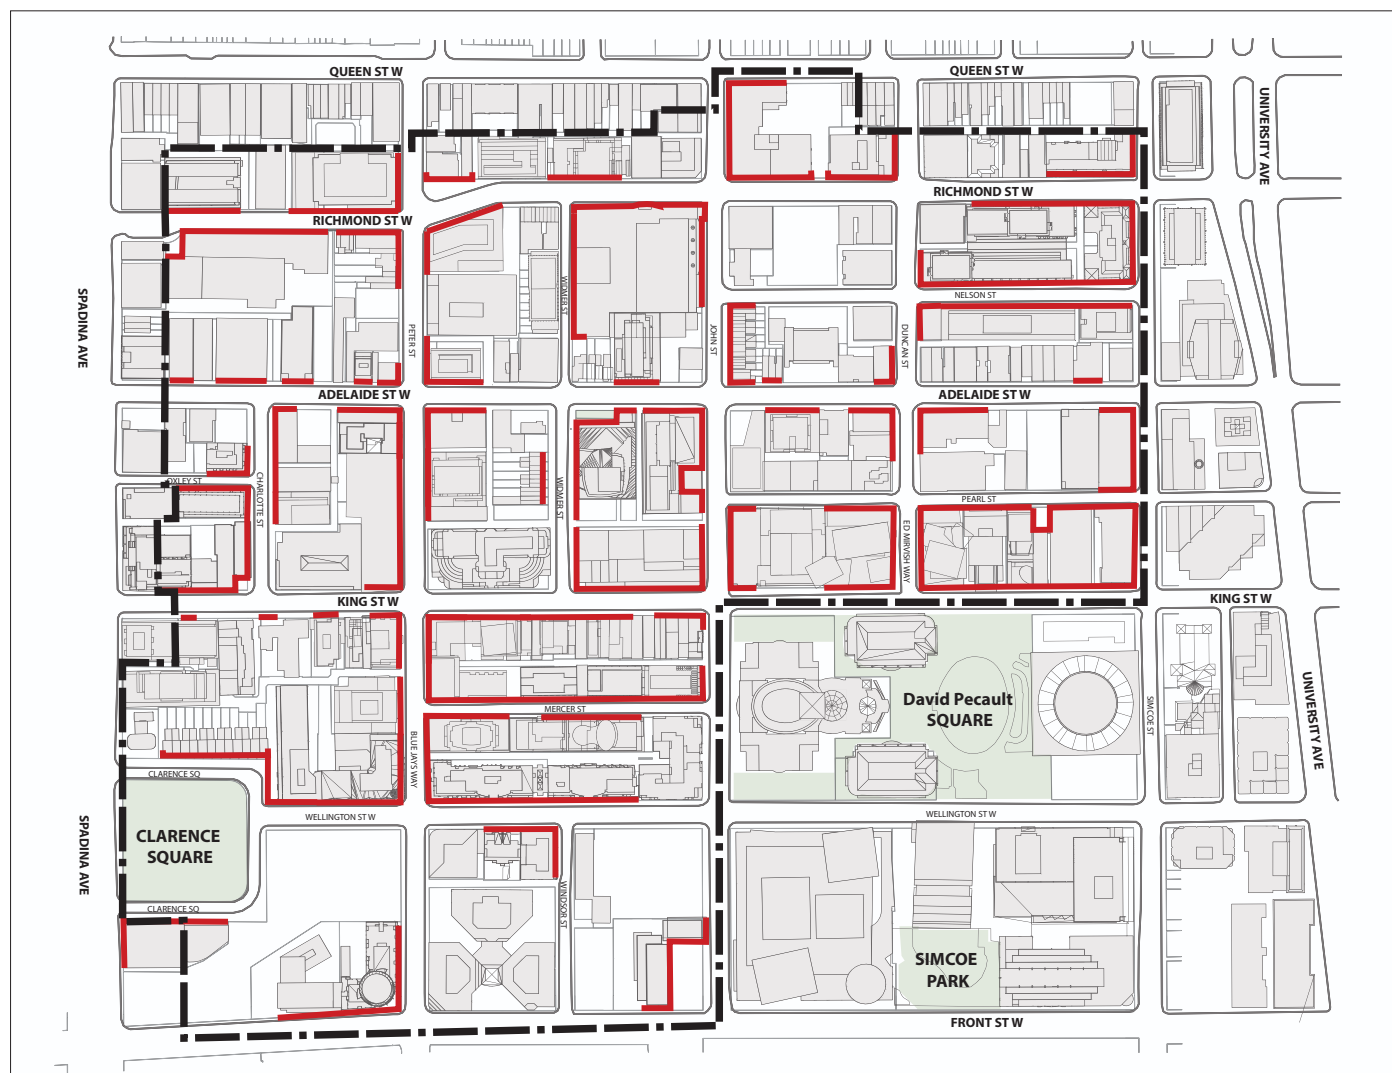 QUEEN ST W
QUEEN ST W
UNIVERSITY AVE
RICHMOND ST W
RICHMOND ST W
SPADINA AVE
PETER ST
WIDMER ST
JOHN ST
DUNCAN ST
NELSON ST
ADELAIDE ST W
ADELAIDE ST W
OXLEY ST
CHARLOTTE ST
WIDMER ST
PEARL ST
ED MIRVISH WAY
KING ST W
KING ST W
David Pecault
SQUARE
SIMCOE ST
UNIVERSITY AVE
MERCER ST
BLUE JAYS WAY
CLARENCE SQ
WELLINGTON ST W
WELLINGTON ST W
SPADINA AVE
CLARENCE
SQUARE
CLARENCE SQ
WINDSOR ST
SIMCOE
PARK
FRONT ST W